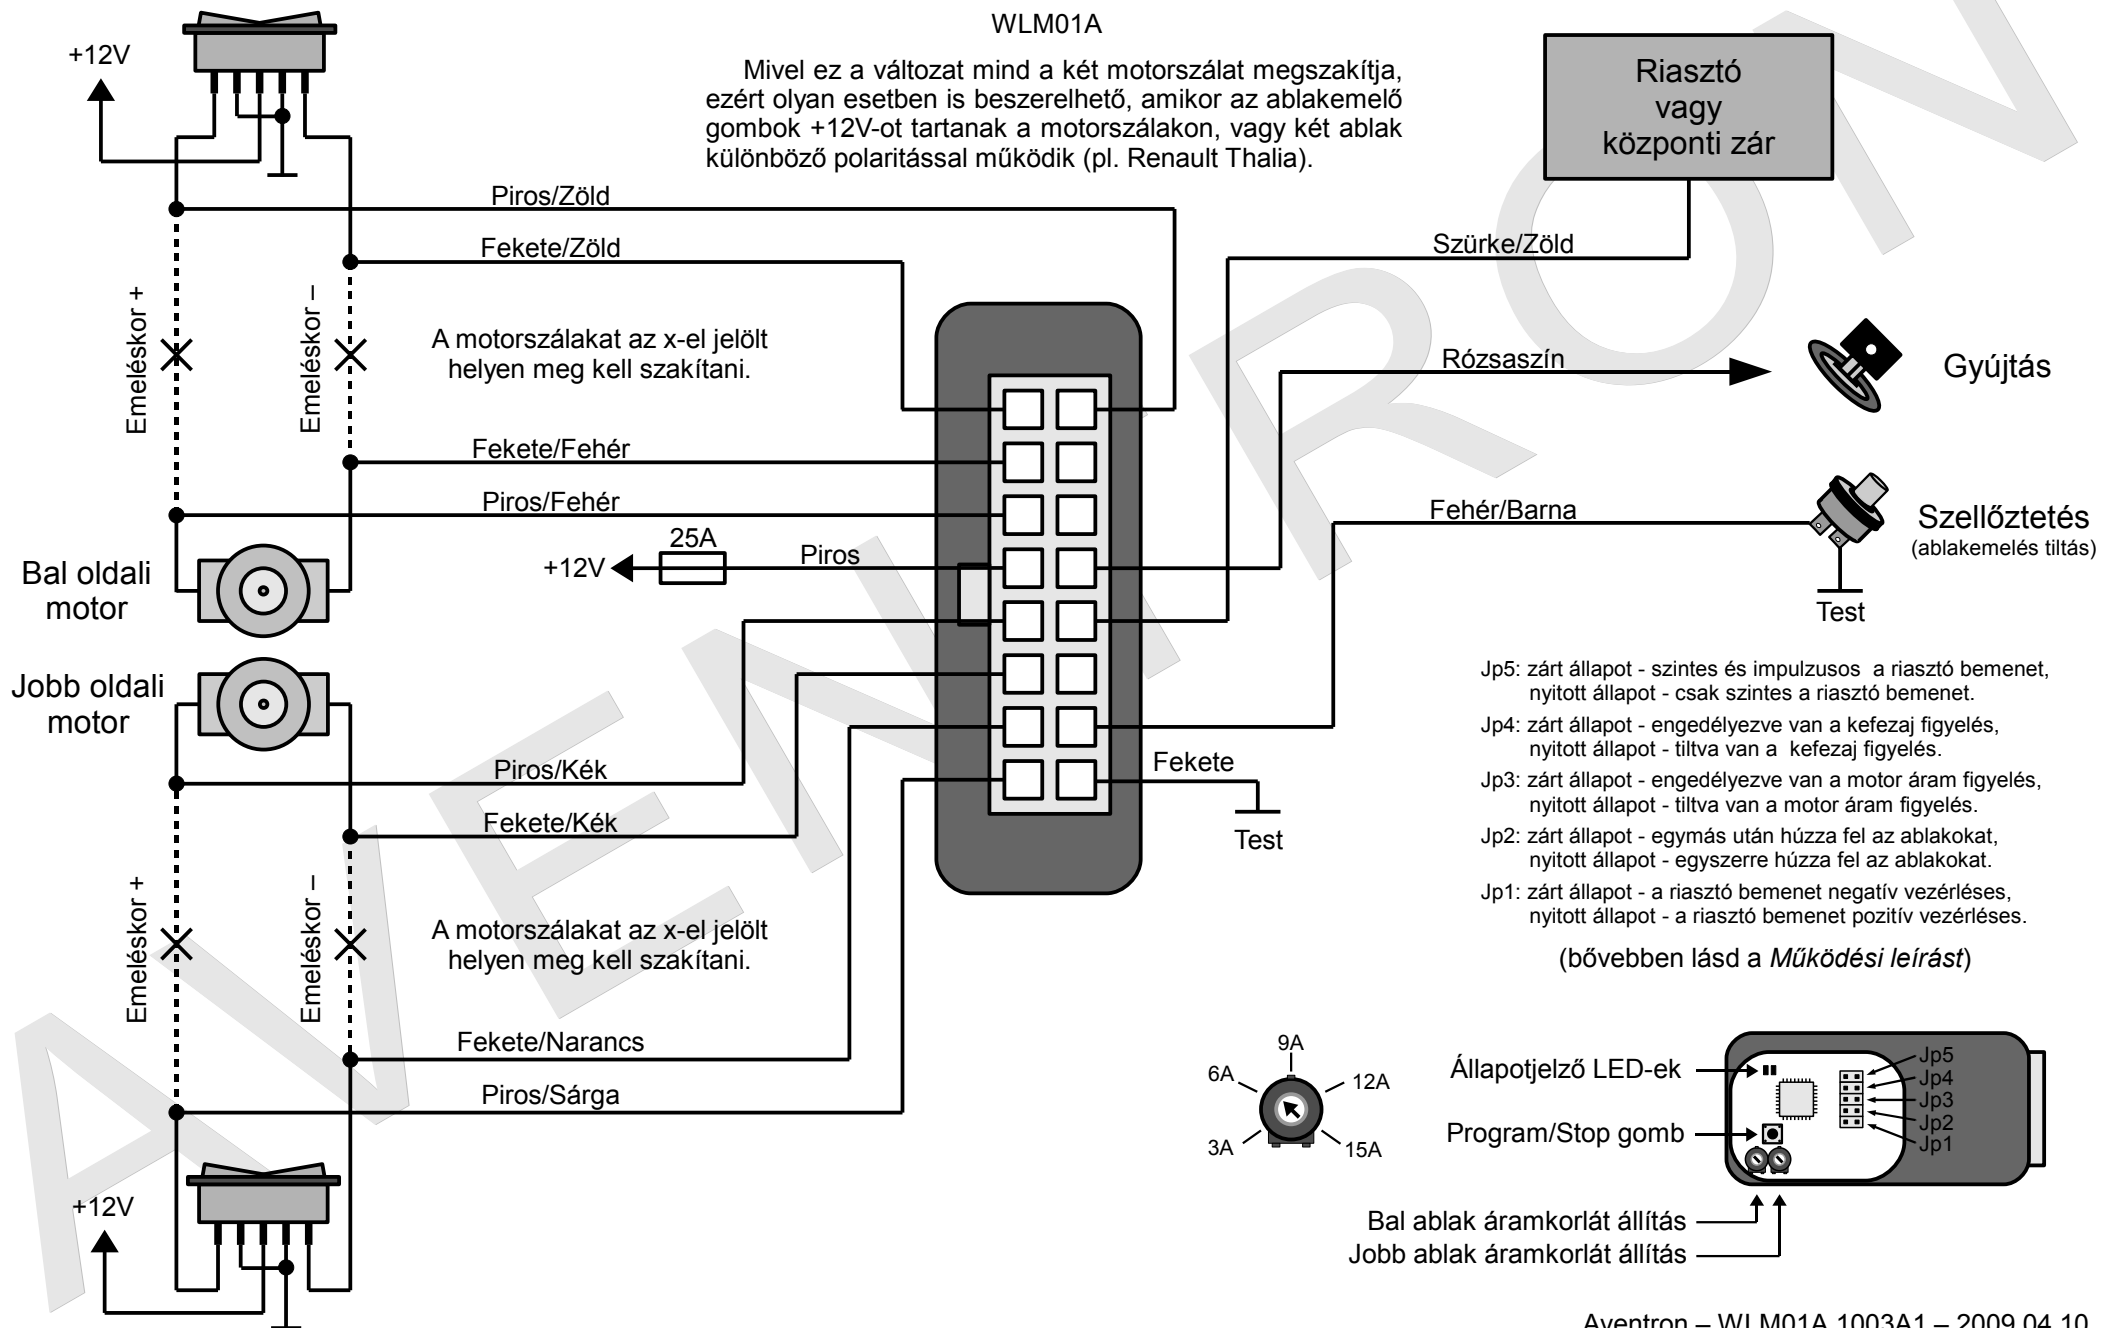 WLM01A
Mivel ez a változat mind a két motorszálat megszakítja,
ezért olyan esetben is beszerelhető, amikor az ablakemelő
gombok +12V-ot tartanak a motorszálakon, vagy két ablak
különböző polaritással működik (pl. Renault Thalia).
+12V
Riasztó
vagy
központi zár
Piros/Zöld
Fekete/Zöld
Szürke/Zöld
Emeléskor +
Emeléskor –
A motorszálakat az x-el jelölt
helyen meg kell szakítani.
Rózsaszín
Gyújtás
Fekete/Fehér
Piros/Fehér
Fehér/Barna
Szellőztetés
(ablakemelés tiltás)
Test
25A
+12V
Piros
Bal oldali
motor
Jobb oldali
motor
Piros/Kék
Fekete/Kék
Fekete
Test
Jp5: zárt állapot - szintes és impulzusos a riasztó bemenet,
nyitott állapot - csak szintes a riasztó bemenet.
Jp4: zárt állapot - engedélyezve van a kefezaj figyelés,
nyitott állapot - tiltva van a kefezaj figyelés.
Jp3: zárt állapot - engedélyezve van a motor áram figyelés,
nyitott állapot - tiltva van a motor áram figyelés.
Jp2: zárt állapot - egymás után húzza fel az ablakokat,
nyitott állapot - egyszerre húzza fel az ablakokat.
Jp1: zárt állapot - a riasztó bemenet negatív vezérléses,
nyitott állapot - a riasztó bemenet pozitív vezérléses.
(bővebben lásd a Működési leírást)
Emeléskor +
Emeléskor –
A motorszálakat az x-el jelölt
helyen meg kell szakítani.
Fekete/Narancs
Piros/Sárga
+12V
3A
6A
9A
12A
15A
Állapotjelző LED-ek
Program/Stop gomb
Jp5
Jp4
Jp3
Jp2
Jp1
Bal ablak áramkorlát állítás
Jobb ablak áramkorlát állítás
Aventron – WLM01A 1003A1 – 2009.04.10
AVENTRON